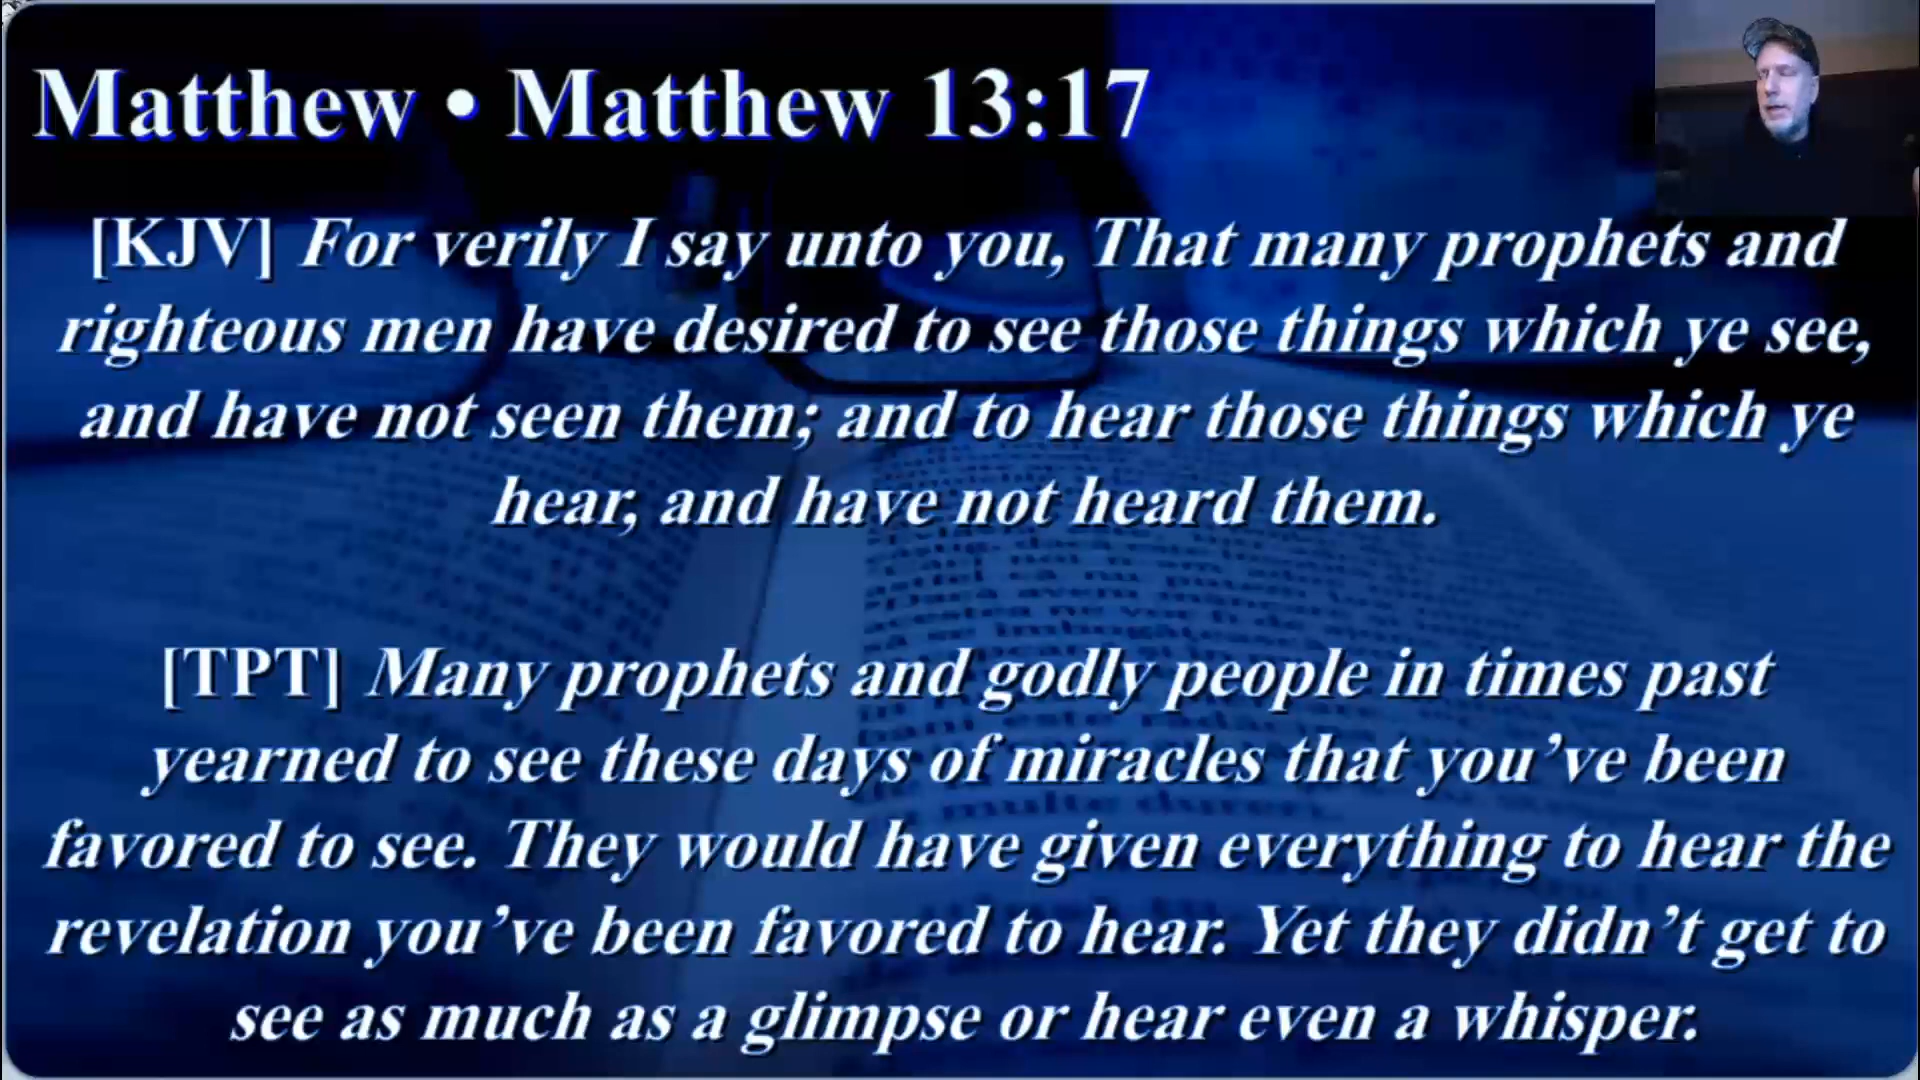 Matthew • Matthew 13:17
[KJV] For verily I say unto you, That many prophets and
righteous men have desired to see those things which ye see,
and have not seen them; and to hear those things which ye
hear, and have not heard them.
[TPT] Many prophets and godly people in times past
yearned to see these days of miracles that you’ve been
favored to see. They would have given everything to hear the
revelation you’ve been favored to hear. Yet they didn’t get to
see as much as a glimpse or hear even a whisper.